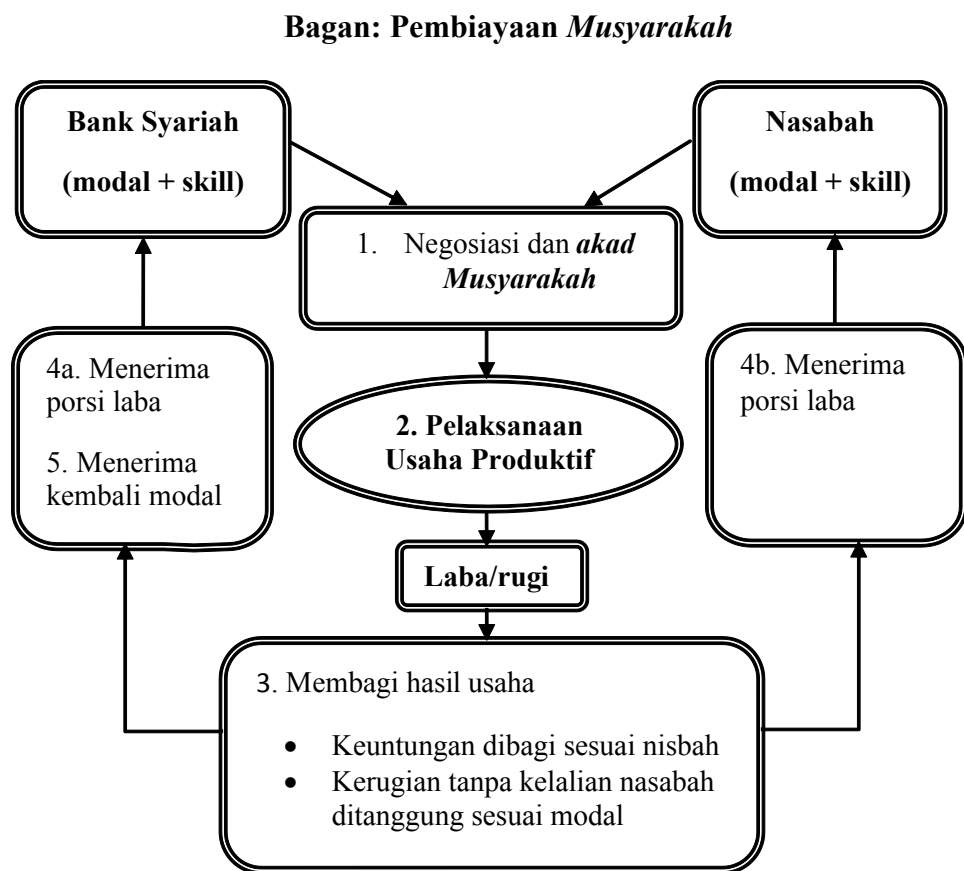 Bagan: Pembiayaan Musyarakah
Bank Syariah
(modal + skill)
Nasabah
(modal + skill)
1. Negosiasi dan akad
Musyarakah
4a. Menerima
porsi laba
5. Menerima
kembali modal
2. Pelaksanaan
Usaha Produktif
4b. Menerima
porsi laba
Laba/rugi
3. Membagi hasil usaha
• Keuntungan dibagi sesuai nisbah
• Kerugian tanpa kelalian nasabah
ditanggung sesuai modal